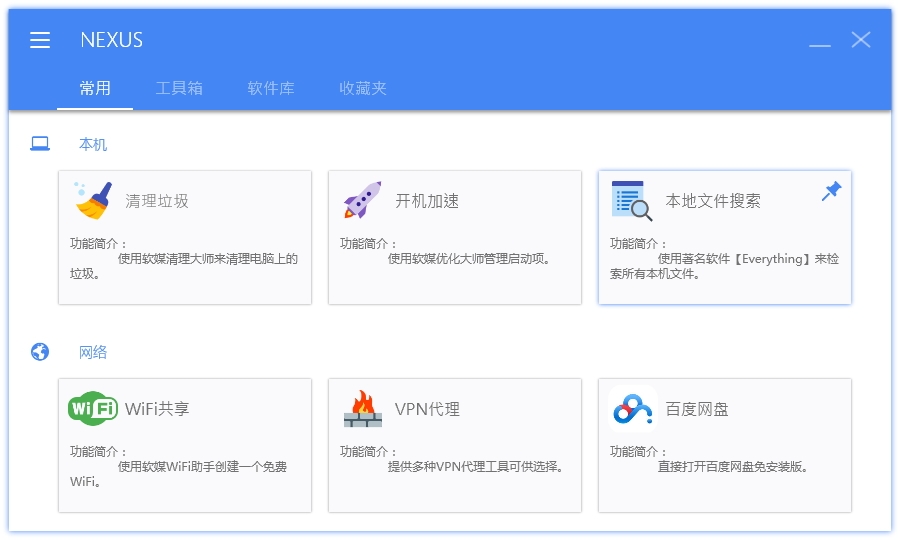 NEXUS
常用 工具箱 软件库 收藏夹
本机
清理垃圾
功能简介：
使用软媒清理大师来清理电脑上的
垃圾。
开机加速
功能简介：
使用软媒优化大师管理启动项。
本地文件搜索
功能简介：
使用著名软件【Everything】来检
索所有本机文件。
网络
WiFi WiFi共享
功能简介：
使用软媒WiFi助手创建一个免费
WiFi。
VPN代理
功能简介：
提供多种VPN代理工具可供选择。
百度网盘
功能简介：
直接打开百度网盘免安装版。